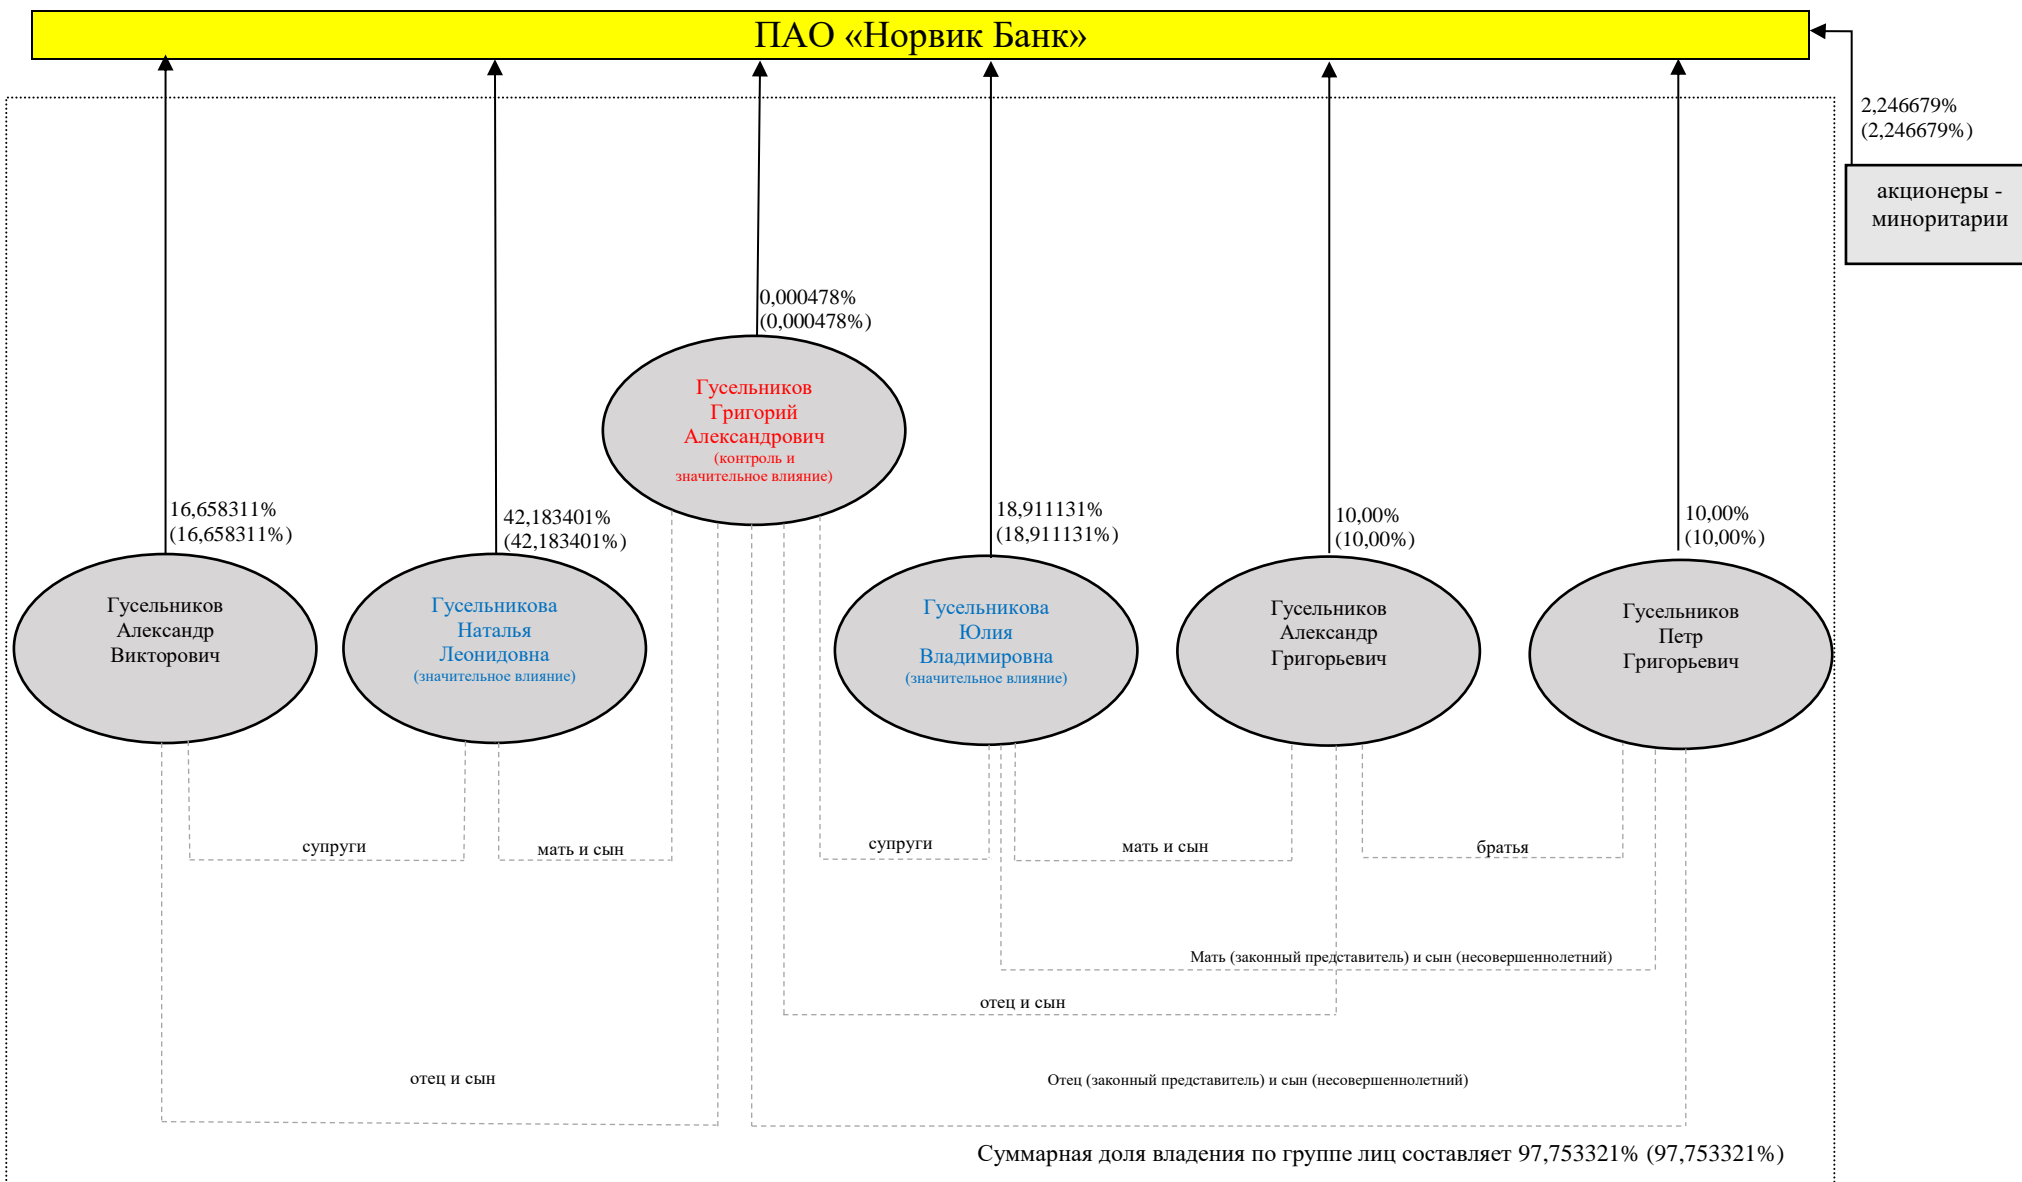 ПАО «Норвик Банк»
2,246679%
(2,246679%)
акционеры -
миноритарии
0,000478%
(0,000478%)
Гусельников
Григорий
Александрович
(контроль и
значительное влияние)
16,658311%
(16,658311%)
42,183401%
(42,183401%)
18,911131%
(18,911131%)
10,00%
(10,00%)
10,00%
(10,00%)
Гусельников
Александр
Викторович
Гусельникова
Наталья
Леонидовна
(значительное влияние)
Гусельникова
Юлия
Владимировна
(значительное влияние)
Гусельников
Александр
Григорьевич
Гусельников
Петр
Григорьевич
супруги
мать и сын
супруги
мать и сын
братья
Мать (законный представитель) и сын (несовершеннолетний)
отец и сын
отец и сын
Отец (законный представитель) и сын (несовершеннолетний)
Суммарная доля владения по группе лиц составляет 97,753321% (97,753321%)